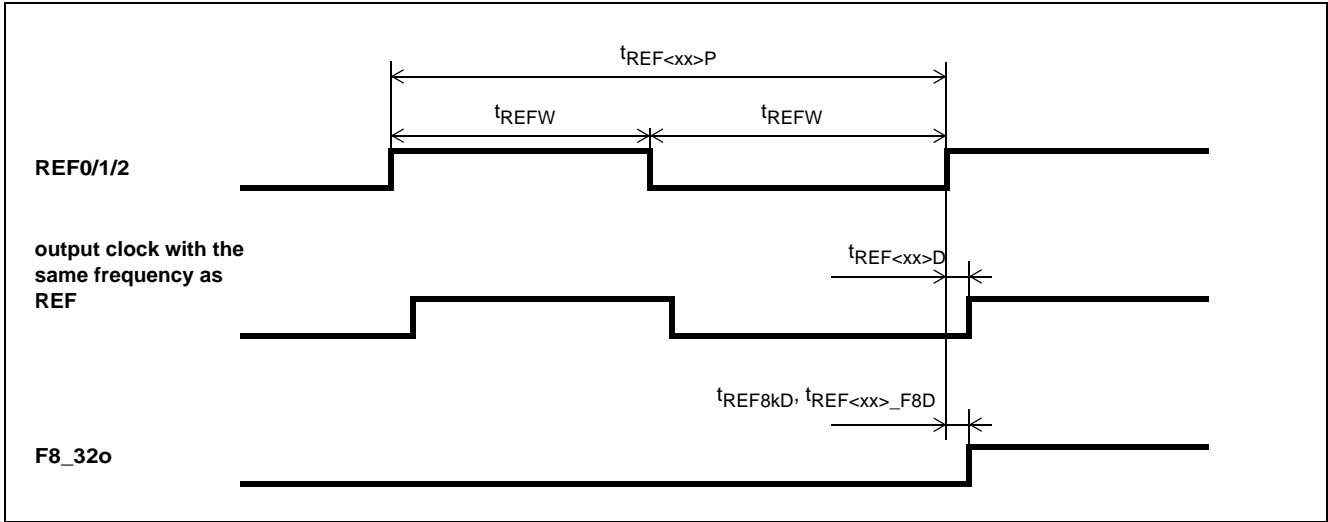 tREF<xx>P
tREFW tREFW
REF0/1/2
output clock with the
same frequency as
REF
tREF<xx>D
tREF8kD, tREF<xx>_F8D
F8_32o